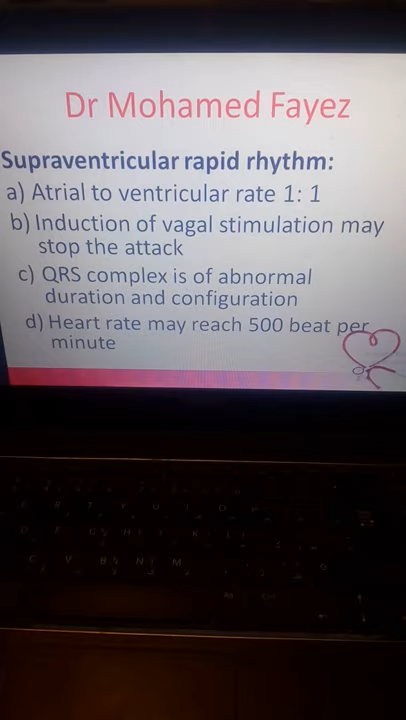 Dr Mohamed Fayez
Supraventricular rapid rhythm:
a) Atrial to ventricular rate 1: 1
b) Induction of vagal stimulation may
stop the attack
c) QRS complex is of abnormal
duration and configuration
d) Heart rate may reach 500 beat per
minute
E R T Y U I O P
D F G H J K L
C V B N M